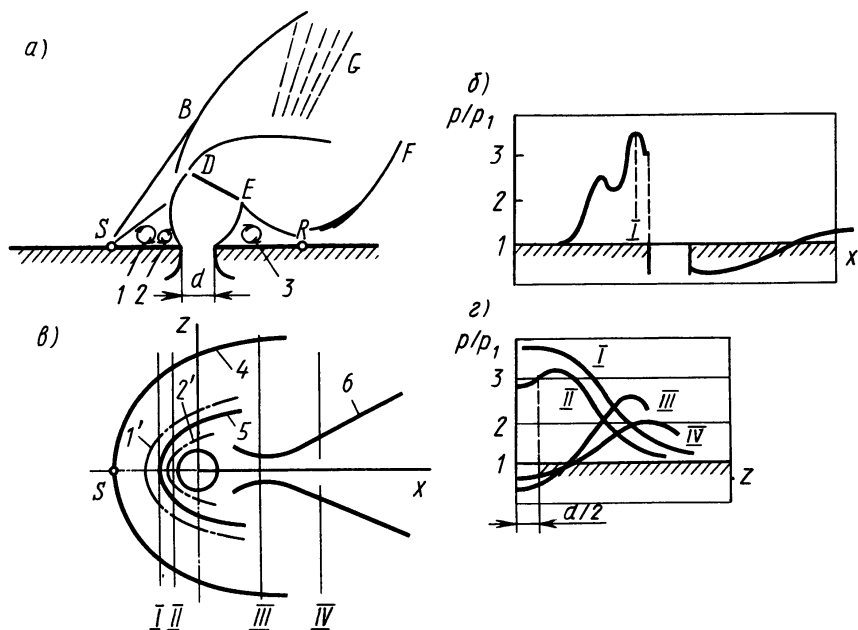 а)
B
G
D
F
E
S
R
1 2
d
3
б)
p/p₁
3
2
I
1
x
в)
z
4
2'
6
1'
5
S
x
I II III IV
г)
p/p₁
I
3
II
III
2
IV
1
z
d/2